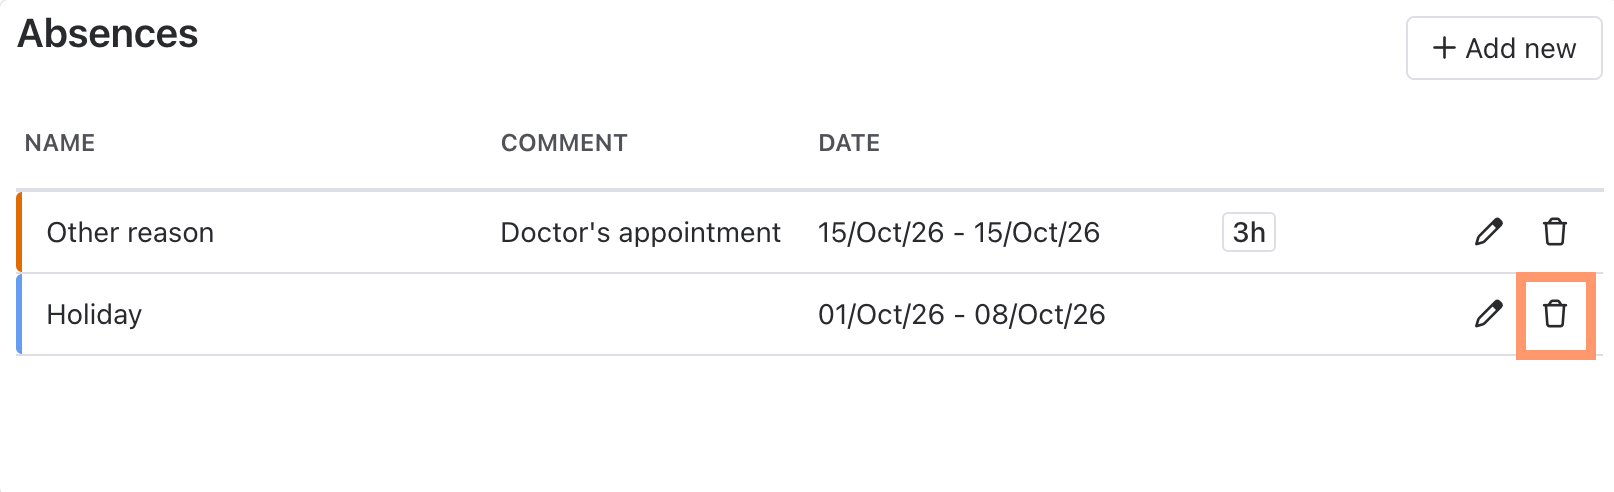 Absences
+ Add new
NAME COMMENT DATE
Other reason Doctor's appointment 15/Oct/26 - 15/Oct/26 3h
Holiday 01/Oct/26 - 08/Oct/26